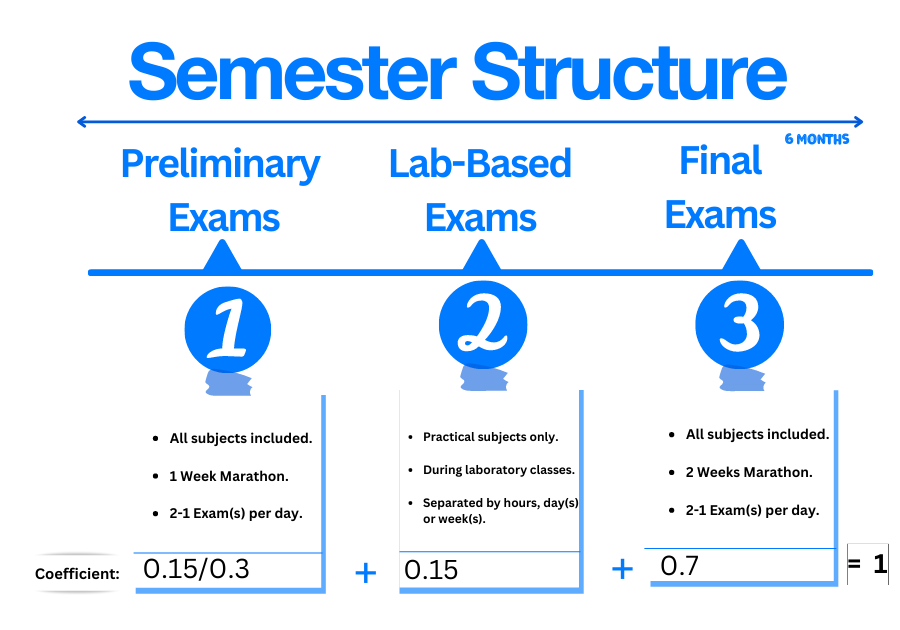 Semester Structure
6 MONTHS
Preliminary
Exams
Lab-Based
Exams
Final
Exams
1
2
3
• All subjects included.
• 1 Week Marathon.
• 2-1 Exam(s) per day.
• Practical subjects only.
• During laboratory classes.
• Separated by hours, day(s)
or week(s).
• All subjects included.
• 2 Weeks Marathon.
• 2-1 Exam(s) per day.
Coefficient: 0.15/0.3 + 0.15 + 0.7 = 1